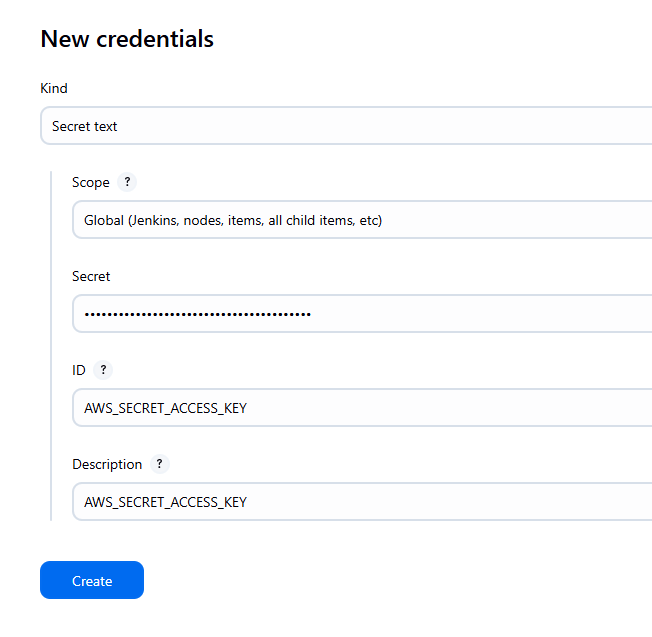 New credentials
Kind
Secret text
Scope ?
Global (Jenkins, nodes, items, all child items, etc)
Secret
••••••••••••••••••••••••••••••••••••••••
ID ?
AWS_SECRET_ACCESS_KEY
Description ?
AWS_SECRET_ACCESS_KEY
Create